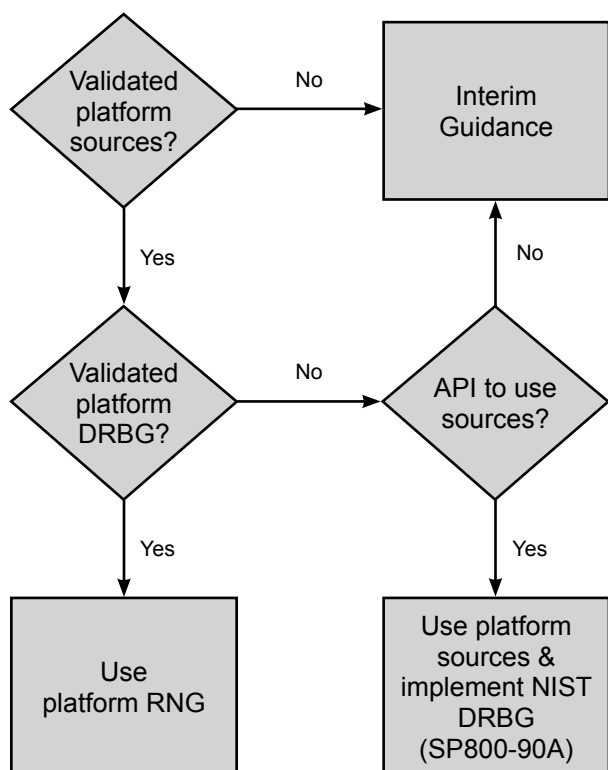 Validated
platform
sources?
No
Interim
Guidance
Yes
No
Validated
platform
DRBG?
No
API to use
sources?
Yes
Yes
Use
platform RNG
Use platform
sources &
implement NIST
DRBG
(SP800-90A)